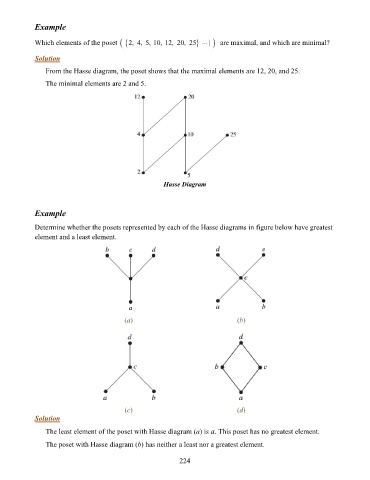 Example
Which elements of the poset ( {2, 4, 5, 10, 12, 20, 25} − | ) are maximal, and which are minimal?
Solution
From the Hasse diagram, the poset shows that the maximal elements are 12, 20, and 25.
The minimal elements are 2 and 5.
12 20
4 10 25
2 5
Hasse Diagram
Example
Determine whether the posets represented by each of the Hasse diagrams in figure below have greatest
element and a least element.
b c d d e
c
a a b
(a) (b)
d d
c b c
a b a
(c) (d)
Solution
The least element of the poset with Hasse diagram (a) is a. This poset has no greatest element.
The poset with Hasse diagram (b) has neither a least nor a greatest element.
224